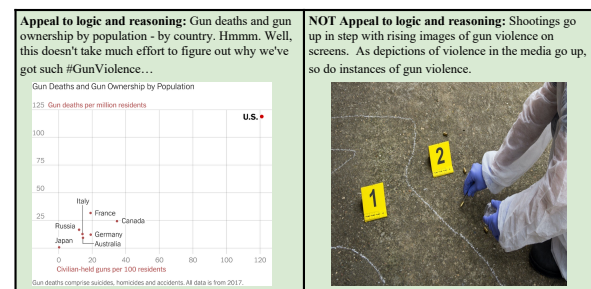 Appeal to logic and reasoning: Gun deaths and gun
ownership by population - by country. Hmmm. Well,
this doesn't take much effort to figure out why we've
got such #GunViolence…
Gun Deaths and Gun Ownership by Population
125 Gun deaths per million residents
U.S.
100
75
50
Italy
France
25
Canada
Russia
Germany
Japan
Australia
0 20 40 60 80 100 120
Civilian-held guns per 100 residents
Gun deaths comprise suicides, homicides and accidents. All data is from 2017.
NOT Appeal to logic and reasoning: Shootings go
up in step with rising images of gun violence on
screens. As depictions of violence in the media go up,
so do instances of gun violence.
1
2